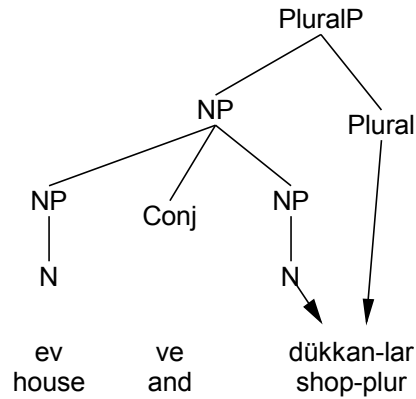 PluralP
NP Plural
NP Conj NP
N N
ev ve dükkan-lar
house and shop-plur